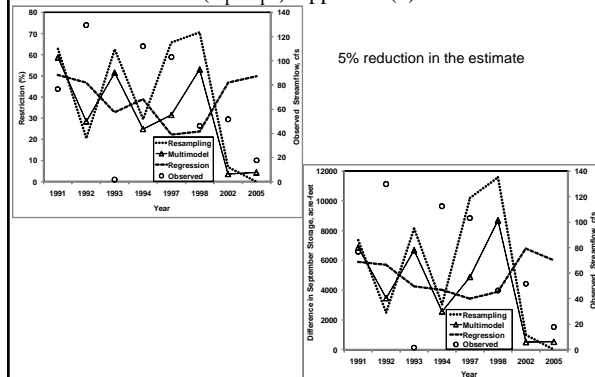 5% reduction in the estimate
80
70
60
50
40
30
20
10
0
Restriction (%)
140
120
100
80
60
40
20
0
Observed Streamflow, cfs
Resampling
Multimodel
Regression
Observed
1991 1992 1993 1994 1997 1998 2002 2005
Year
12000
10000
8000
6000
4000
2000
0
Difference in September Storage, acre-feet
140
120
100
80
60
40
20
0
Observed Streamflow, cfs
Resampling
Multimodel
Regression
Observed
1991 1992 1993 1994 1997 1998 2002 2005
Year